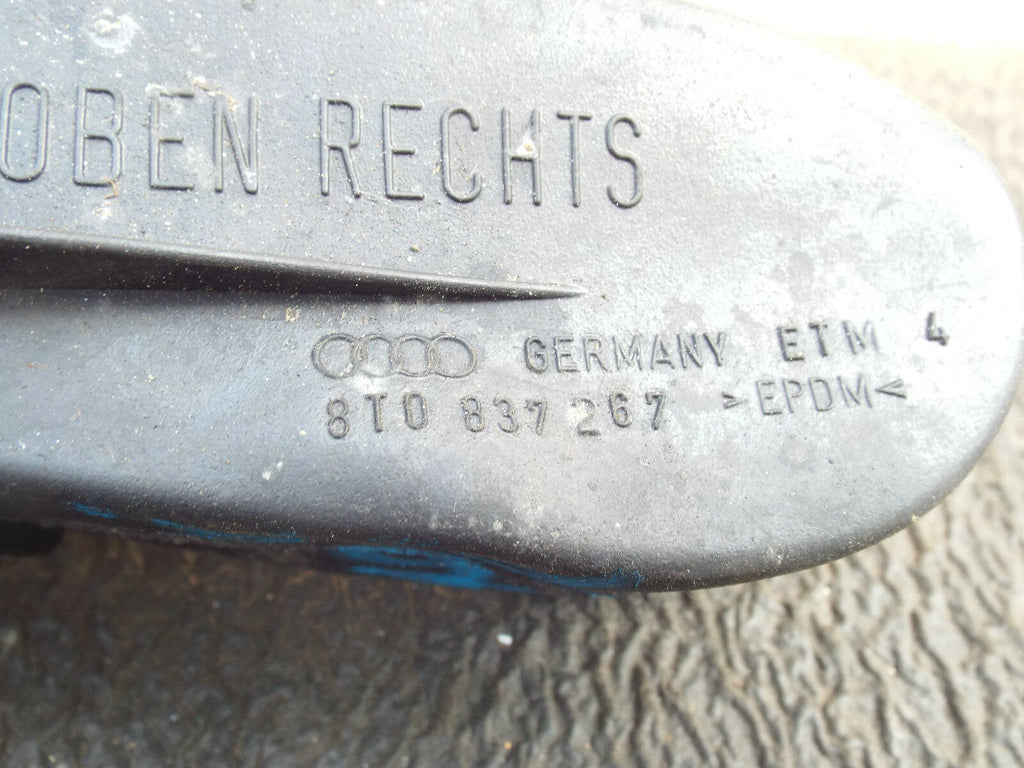 OBEN RECHTS
GERMANY ETM 4
8T0 837 267 >EPDM<